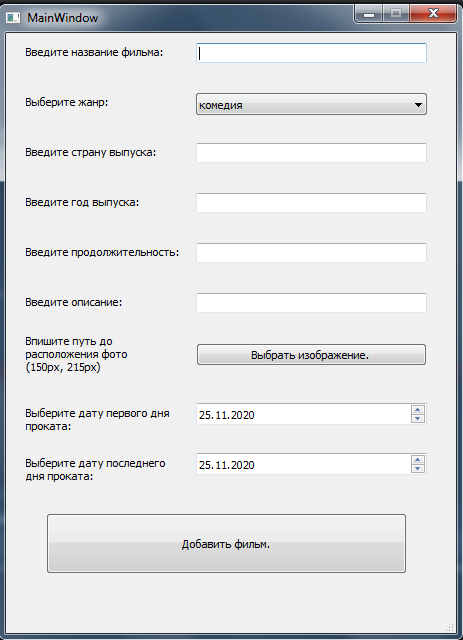 MainWindow
Введите название фильма:
Выберите жанр:
комедия
Введите страну выпуска:
Введите год выпуска:
Введите продолжительность:
Введите описание:
Впишите путь до
расположения фото
(150px, 215px)
Выбрать изображение.
Выберите дату первого дня
проката:
25.11.2020
Выберите дату последнего
дня проката:
25.11.2020
Добавить фильм.